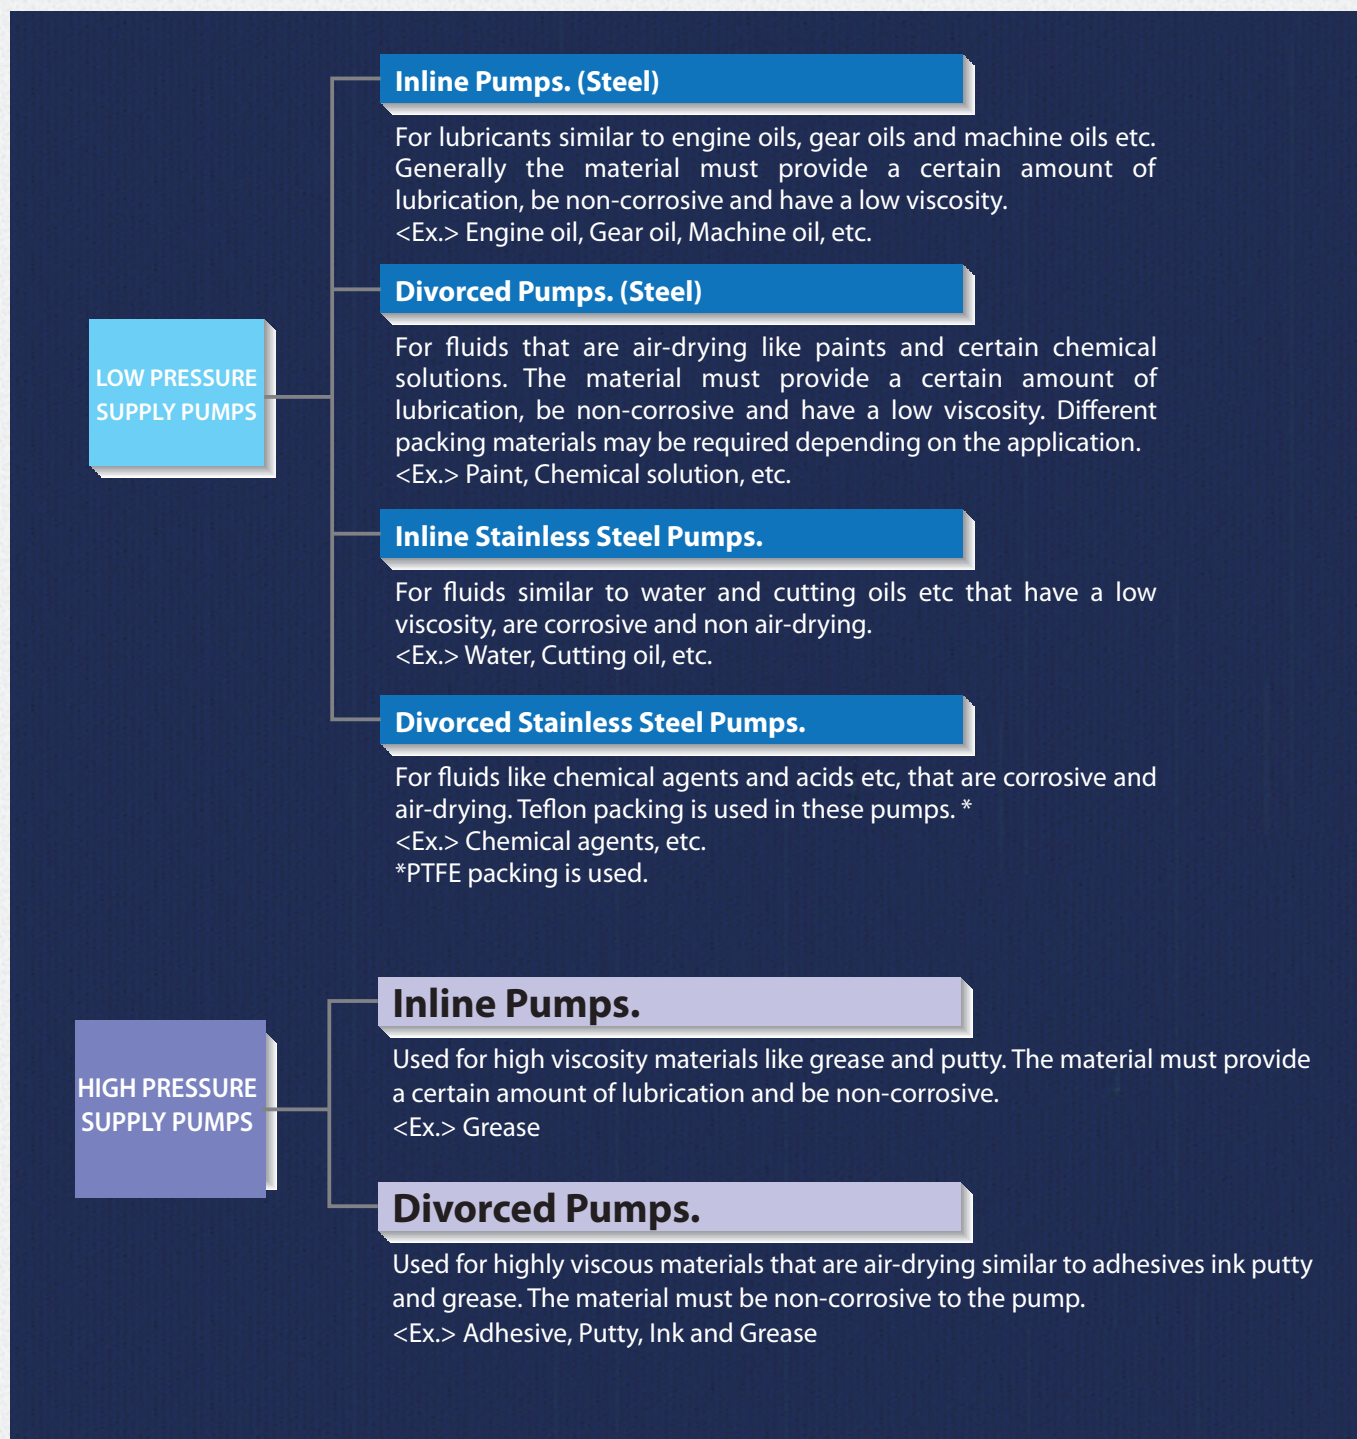 Inline Pumps. (Steel)
For lubricants similar to engine oils, gear oils and machine oils etc.
Generally the material must provide a certain amount of
lubrication, be non-corrosive and have a low viscosity.
<Ex.> Engine oil, Gear oil, Machine oil, etc.
Divorced Pumps. (Steel)
For fluids that are air-drying like paints and certain chemical
solutions. The material must provide a certain amount of
lubrication, be non-corrosive and have a low viscosity. Different
packing materials may be required depending on the application.
<Ex.> Paint, Chemical solution, etc.
LOW PRESSURE
SUPPLY PUMPS
Inline Stainless Steel Pumps.
For fluids similar to water and cutting oils etc that have a low
viscosity, are corrosive and non air-drying.
<Ex.> Water, Cutting oil, etc.
Divorced Stainless Steel Pumps.
For fluids like chemical agents and acids etc, that are corrosive and
air-drying. Teflon packing is used in these pumps. *
<Ex.> Chemical agents, etc.
*PTFE packing is used.
HIGH PRESSURE
SUPPLY PUMPS
Inline Pumps.
Used for high viscosity materials like grease and putty. The material must provide
a certain amount of lubrication and be non-corrosive.
<Ex.> Grease
Divorced Pumps.
Used for highly viscous materials that are air-drying similar to adhesives ink putty
and grease. The material must be non-corrosive to the pump.
<Ex.> Adhesive, Putty, Ink and Grease